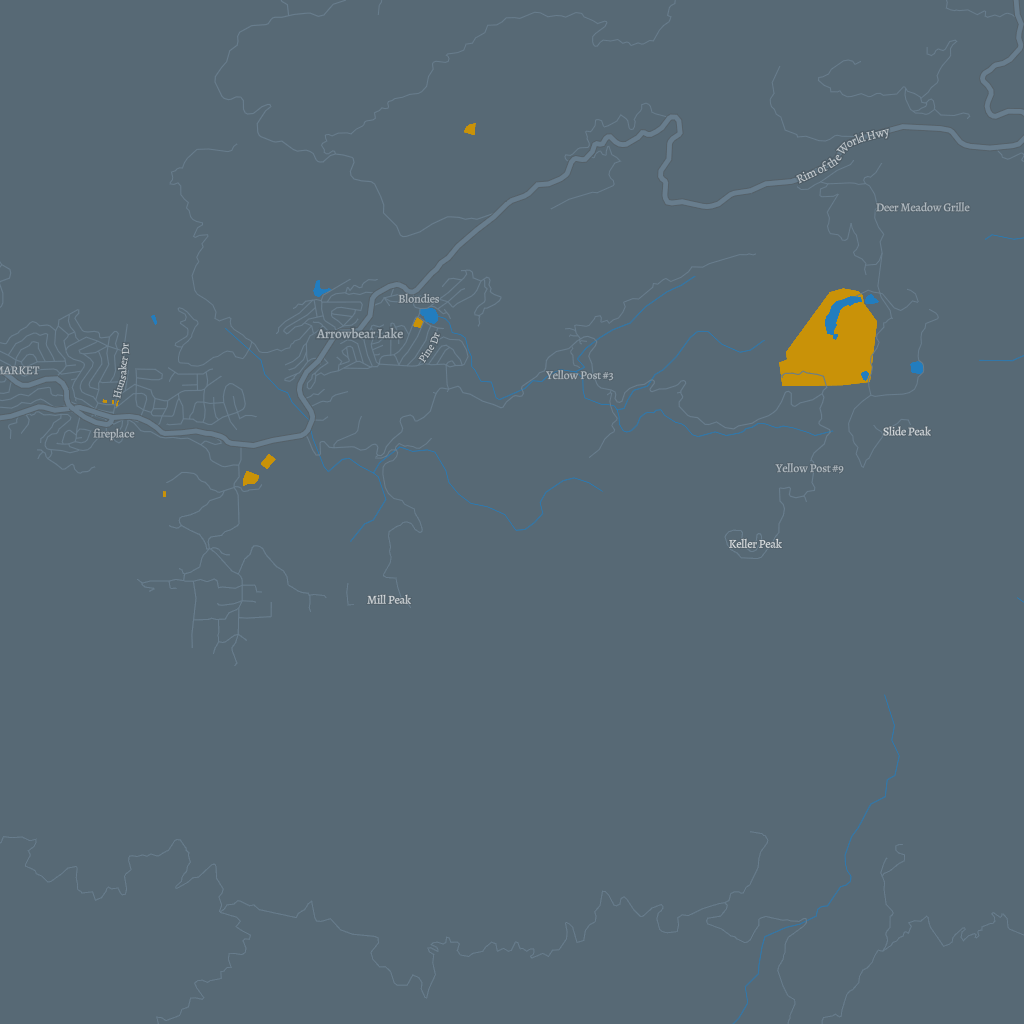 Rim of the World Hwy
Deer Meadow Grille
Blondies
Arrowbear Lake
Pine Dr
Hunsaker Dr
MARKET
Yellow Post #3
fireplace
Slide Peak
Yellow Post #9
Keller Peak
Mill Peak